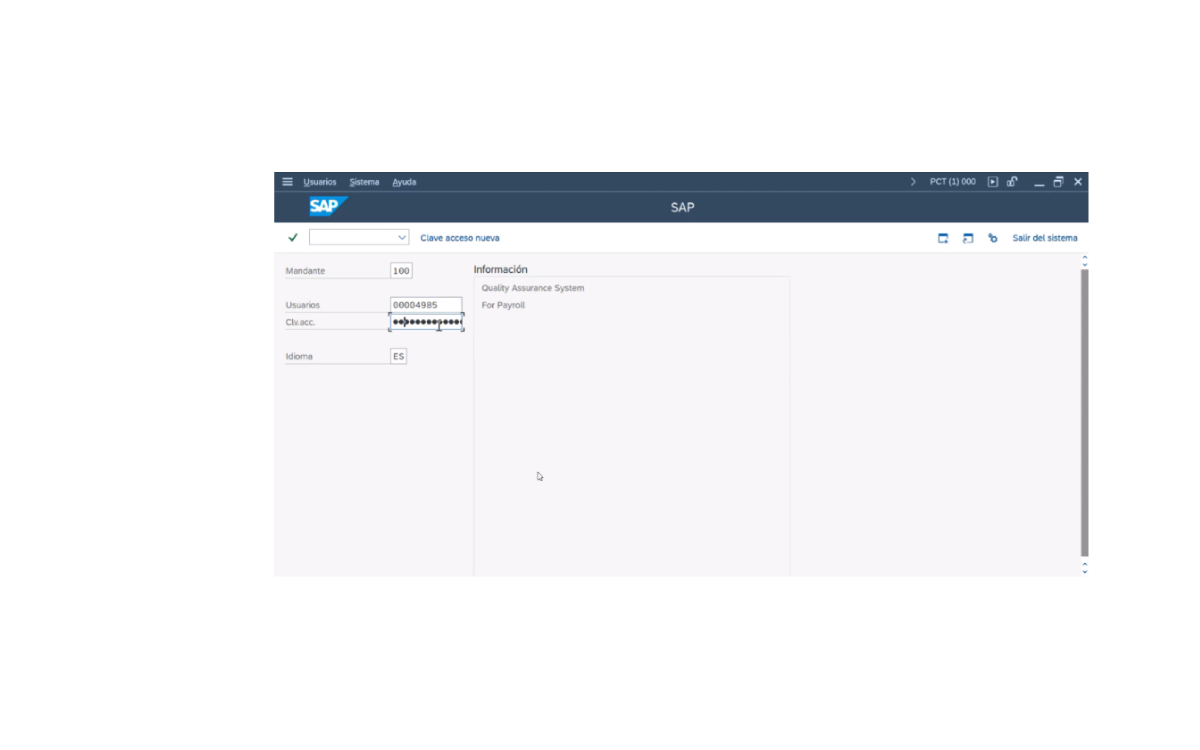 Usuarios Sistema Ayuda PCT (1) 000
SAP SAP
Clave acceso nueva Salir del sistema
Mandante 100 Información
Quality Assurance System
Usuarios 00004985 For Payroll
Clv.acc. ●●●●●●●●●●●●
Idioma ES